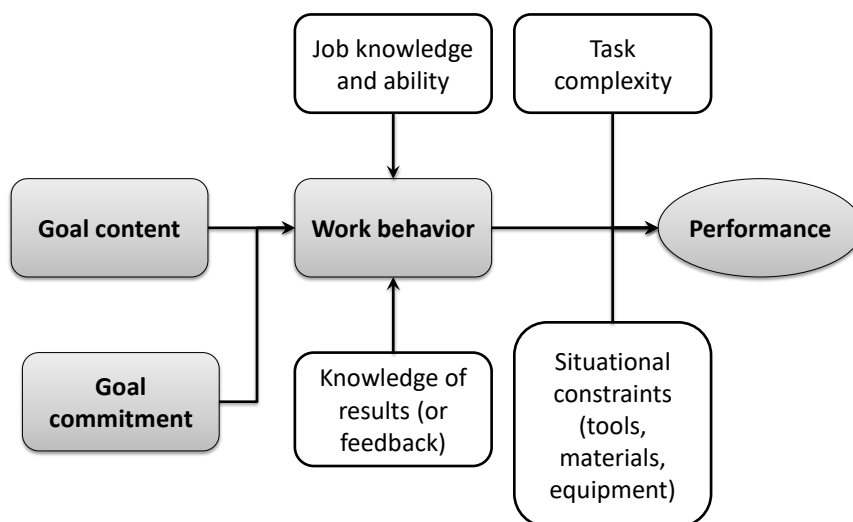 Job knowledge
and ability
Task
complexity
Goal content
Work behavior
Performance
Goal
commitment
Knowledge of
results (or
feedback)
Situational
constraints
(tools,
materials,
equipment)